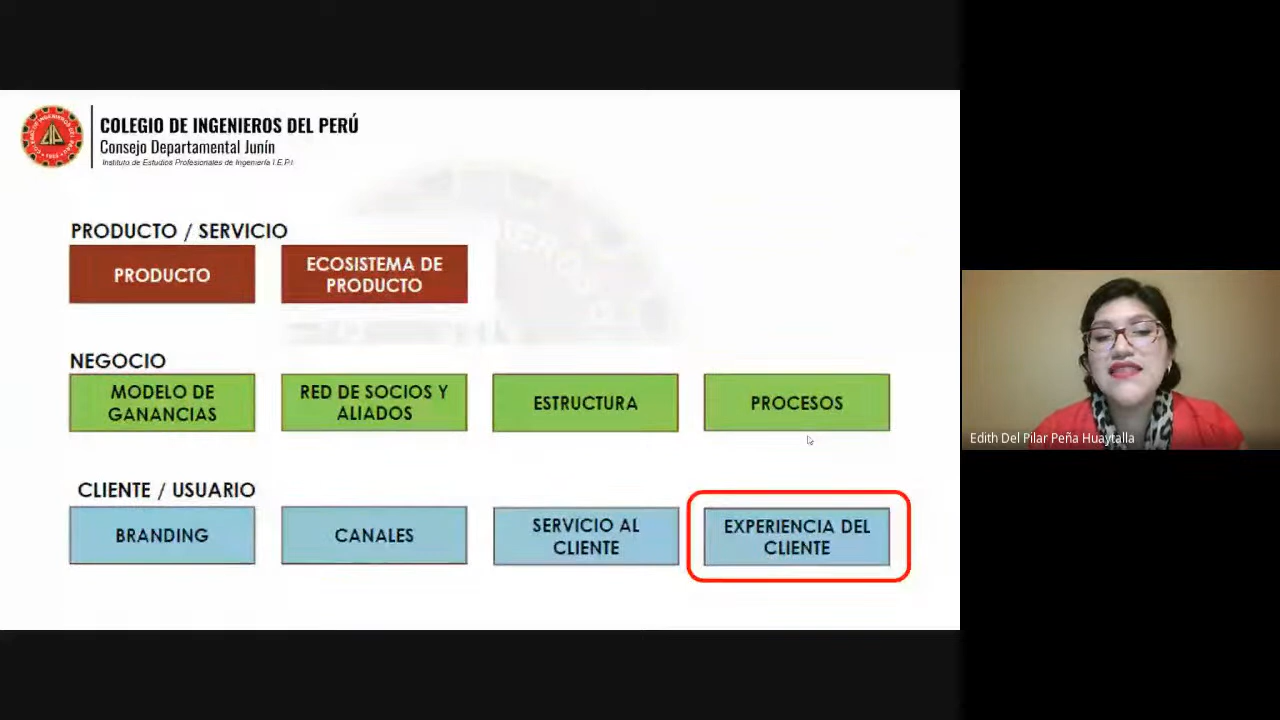 COLEGIO DE INGENIEROS DEL PERÚ
Consejo Departamental Junín
Instituto de Estudios Profesionales de Ingeniería I.E.P.I
PRODUCTO / SERVICIO
PRODUCTO
ECOSISTEMA DE
PRODUCTO
NEGOCIO
MODELO DE
GANANCIAS
RED DE SOCIOS Y
ALIADOS
ESTRUCTURA
PROCESOS
CLIENTE / USUARIO
BRANDING
CANALES
SERVICIO AL
CLIENTE
EXPERIENCIA DEL
CLIENTE
Edith Del Pilar Peña Huaytalla